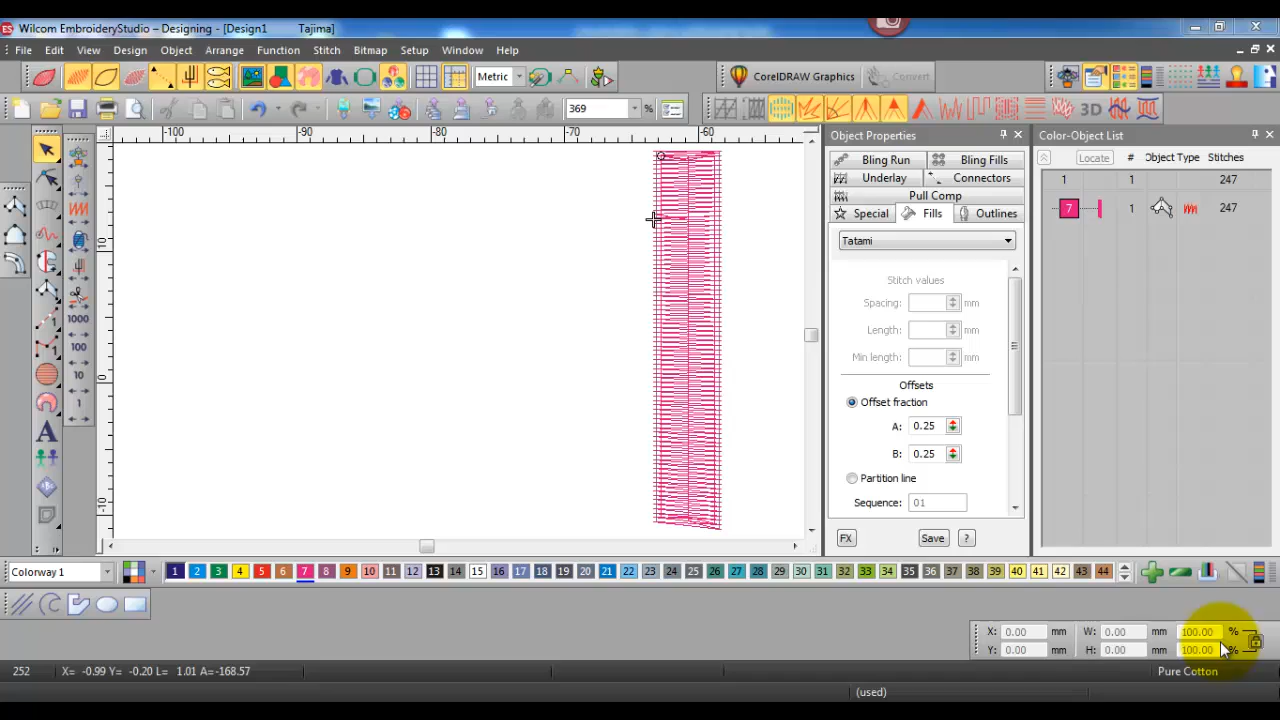 ES Wilcom EmbroideryStudio – Designing - [Design1 Tajima]
File Edit View Design Object Arrange Function Stitch Bitmap Setup Window Help
Metric CorelDRAW Graphics Convert
369 % 3D
-100 -90 -80 -70 -60
Object Properties
Color-Object List
Bling Run Bling Fills
Underlay Connectors
Pull Comp
Special Fills Outlines
Locate # Object Type Stitches
1 1 247
7 1 247
Tatami
Stitch values
Spacing: mm
Length: mm
Min length: mm
Offsets
Offset fraction
A: 0.25
B: 0.25
Partition line
Sequence: 01
FX Save ?
10
0
-10
1000
100
10
1
A
Colorway 1 1 2 3 4 5 6 7 8 9 10 11 12 13 14 15 16 17 18 19 20 21 22 23 24 25 26 27 28 29 30 31 32 33 34 35 36 37 38 39 40 41 42 43 44
X: 0.00 mm W: 0.00 mm 100.00 %
Y: 0.00 mm H: 0.00 mm 100.00 %
252 X= -0.99 Y= -0.20 L= 1.01 A=-168.57 Pure Cotton
(used)